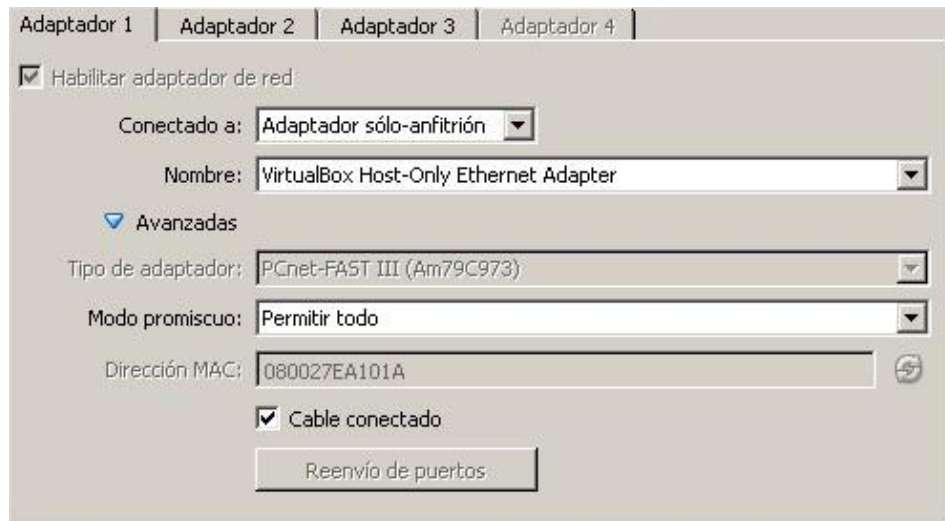 Adaptador 1 Adaptador 2 Adaptador 3 Adaptador 4
Habilitar adaptador de red
Conectado a: Adaptador sólo-anfitrión
Nombre: VirtualBox Host-Only Ethernet Adapter
Avanzadas
Tipo de adaptador: PCnet-FAST III (Am79C973)
Modo promiscuo: Permitir todo
Dirección MAC: 080027EA101A
Cable conectado
Reenvío de puertos